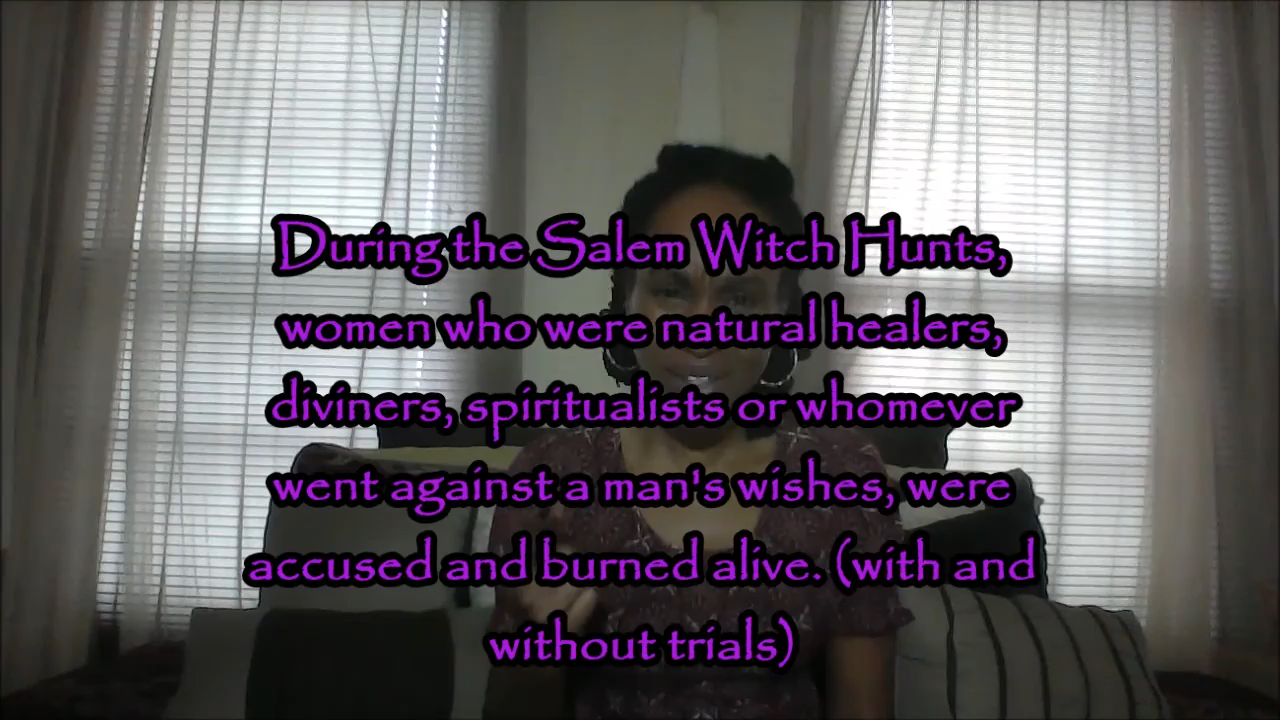 During the Salem Witch Hunts,
women who were natural healers,
diviners, spiritualists or whomever
went against a man's wishes, were
accused and burned alive. (with and
without trials)